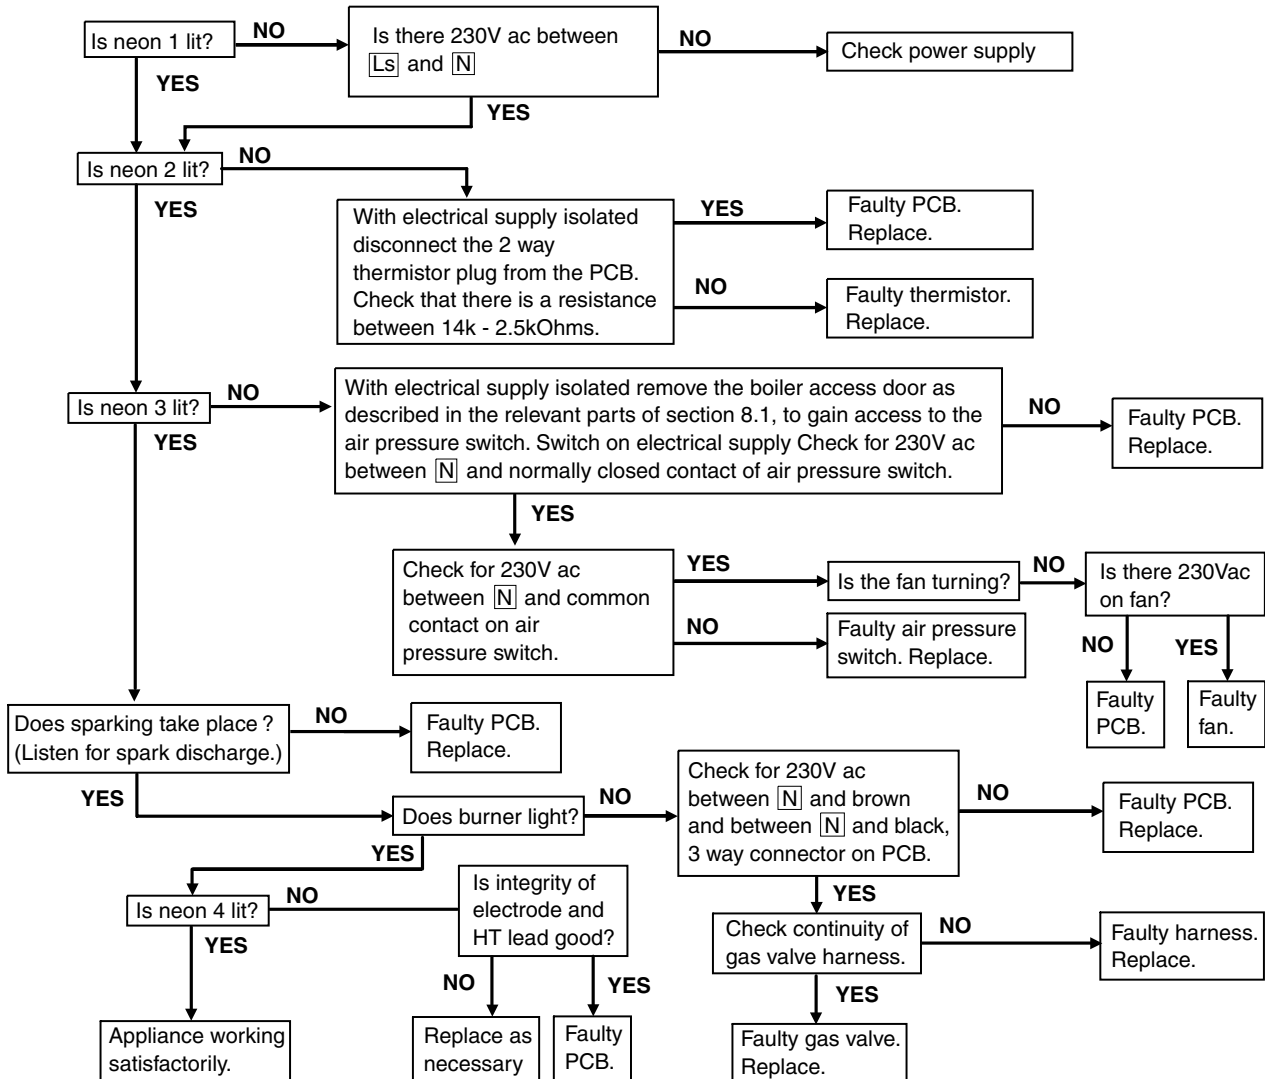 Is neon 1 lit?
NO
Is there 230V ac between
Ls and N
NO
Check power supply
YES
YES
Is neon 2 lit?
NO
YES
With electrical supply isolated
disconnect the 2 way
thermistor plug from the PCB.
Check that there is a resistance
between 14k - 2.5kOhms.
YES
Faulty PCB.
Replace.
NO
Faulty thermistor.
Replace.
Is neon 3 lit?
NO
YES
With electrical supply isolated remove the boiler access door as
described in the relevant parts of section 8.1, to gain access to the
air pressure switch. Switch on electrical supply Check for 230V ac
between N and normally closed contact of air pressure switch.
NO
Faulty PCB.
Replace.
YES
Check for 230V ac
between N and common
contact on air
pressure switch.
YES
Is the fan turning?
NO
Is there 230Vac
on fan?
NO
Faulty air pressure
switch. Replace.
NO
YES
Faulty
PCB.
Faulty
fan.
Does sparking take place ?
(Listen for spark discharge.)
NO
Faulty PCB.
Replace.
YES
Does burner light?
NO
Check for 230V ac
between N and brown
and between N and black,
3 way connector on PCB.
NO
Faulty PCB.
Replace.
YES
YES
Is neon 4 lit?
NO
Is integrity of
electrode and
HT lead good?
Check continuity of
gas valve harness.
NO
Faulty harness.
Replace.
YES
NO
YES
YES
Appliance working
satisfactorily.
Replace as
necessary
Faulty
PCB.
Faulty gas valve.
Replace.